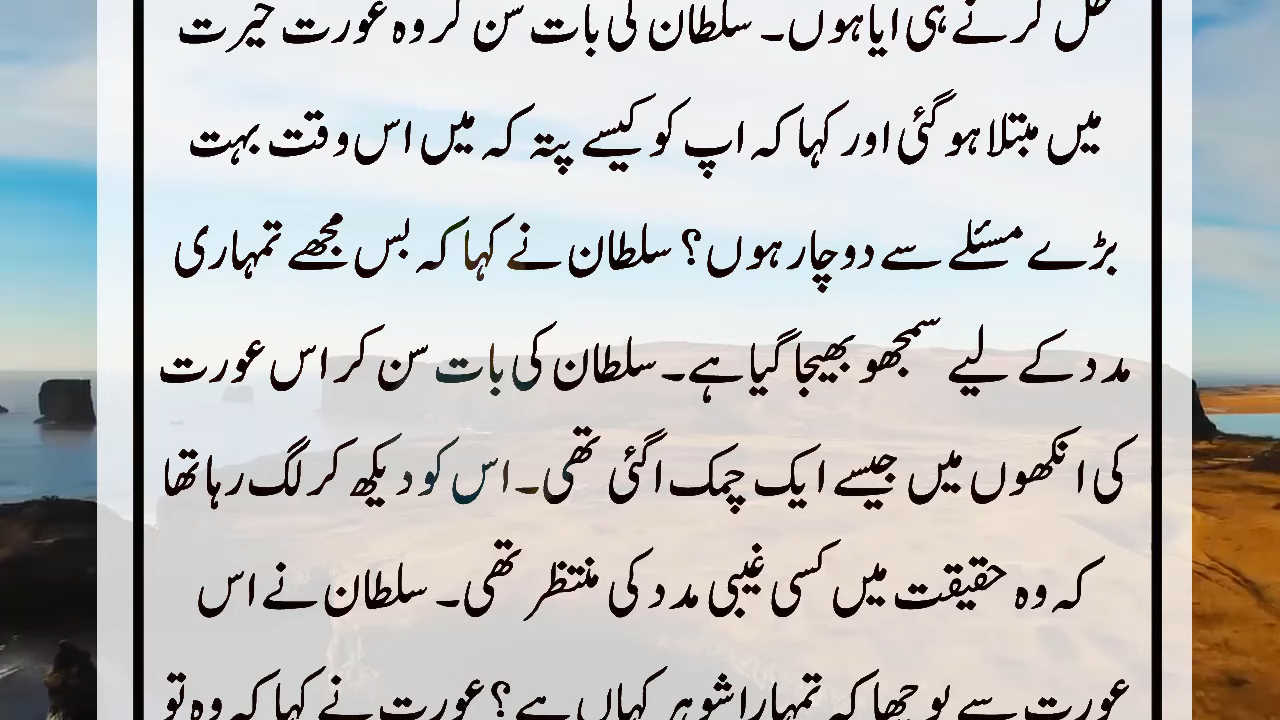 حل کرنے ہی ایا ہوں۔ سلطان کی بات سن کر وہ عورت حیرت
میں مبتلا ہو گئی اور کہا کہ اپ کو کیسے پتہ کہ میں اس وقت بہت
بڑے مسئلے سے دوچار ہوں؟ سلطان نے کہا کہ بس مجھے تمہاری
مدد کے لیے سمجھو بھیجا گیا ہے۔ سلطان کی بات سن کر اس عورت
کی انکھوں میں جیسے ایک چمک اگئی تھی۔ اس کو دیکھ کر لگ رہا تھا
کہ وہ حقیقت میں کسی غیبی مدد کی منتظر تھی۔ سلطان نے اس
عورت سے پوچھا کہ تمہارا شوہر کہاں ہے؟ عورت نے کہا کہ وہ تو